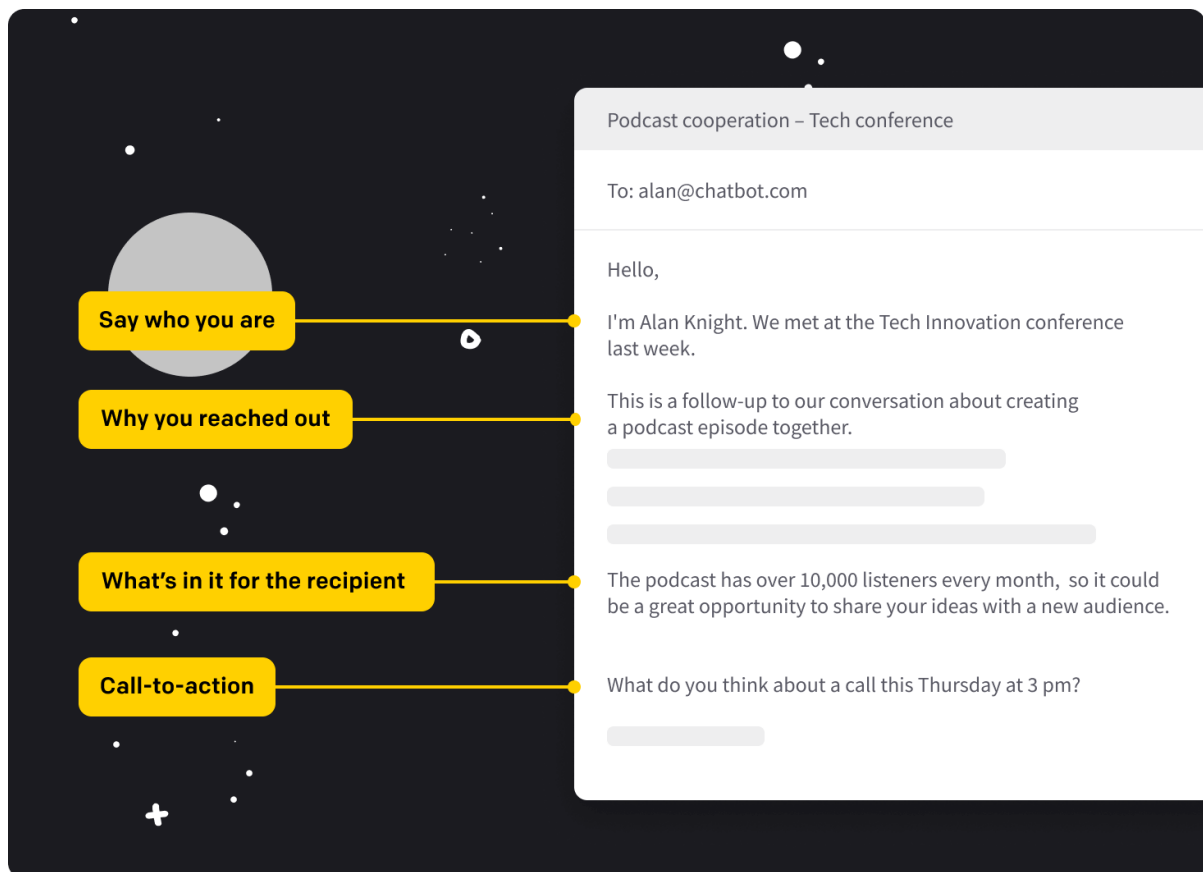 Podcast cooperation – Tech conference
To: alan@chatbot.com
Hello,
Say who you are
I'm Alan Knight. We met at the Tech Innovation conference
last week.
Why you reached out
This is a follow-up to our conversation about creating
a podcast episode together.
What's in it for the recipient
The podcast has over 10,000 listeners every month,  so it could
be a great opportunity to share your ideas with a new audience.
Call-to-action
What do you think about a call this Thursday at 3 pm?